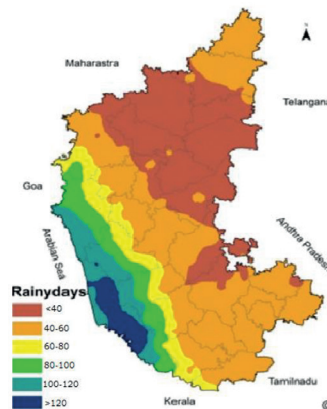 N
Maharastra
Telangana
Goa
Arabian Sea
Andhra Pradesh
Rainydays
<40
40-60
60-80
80-100
100-120
>120
Tamilnadu
Kerala